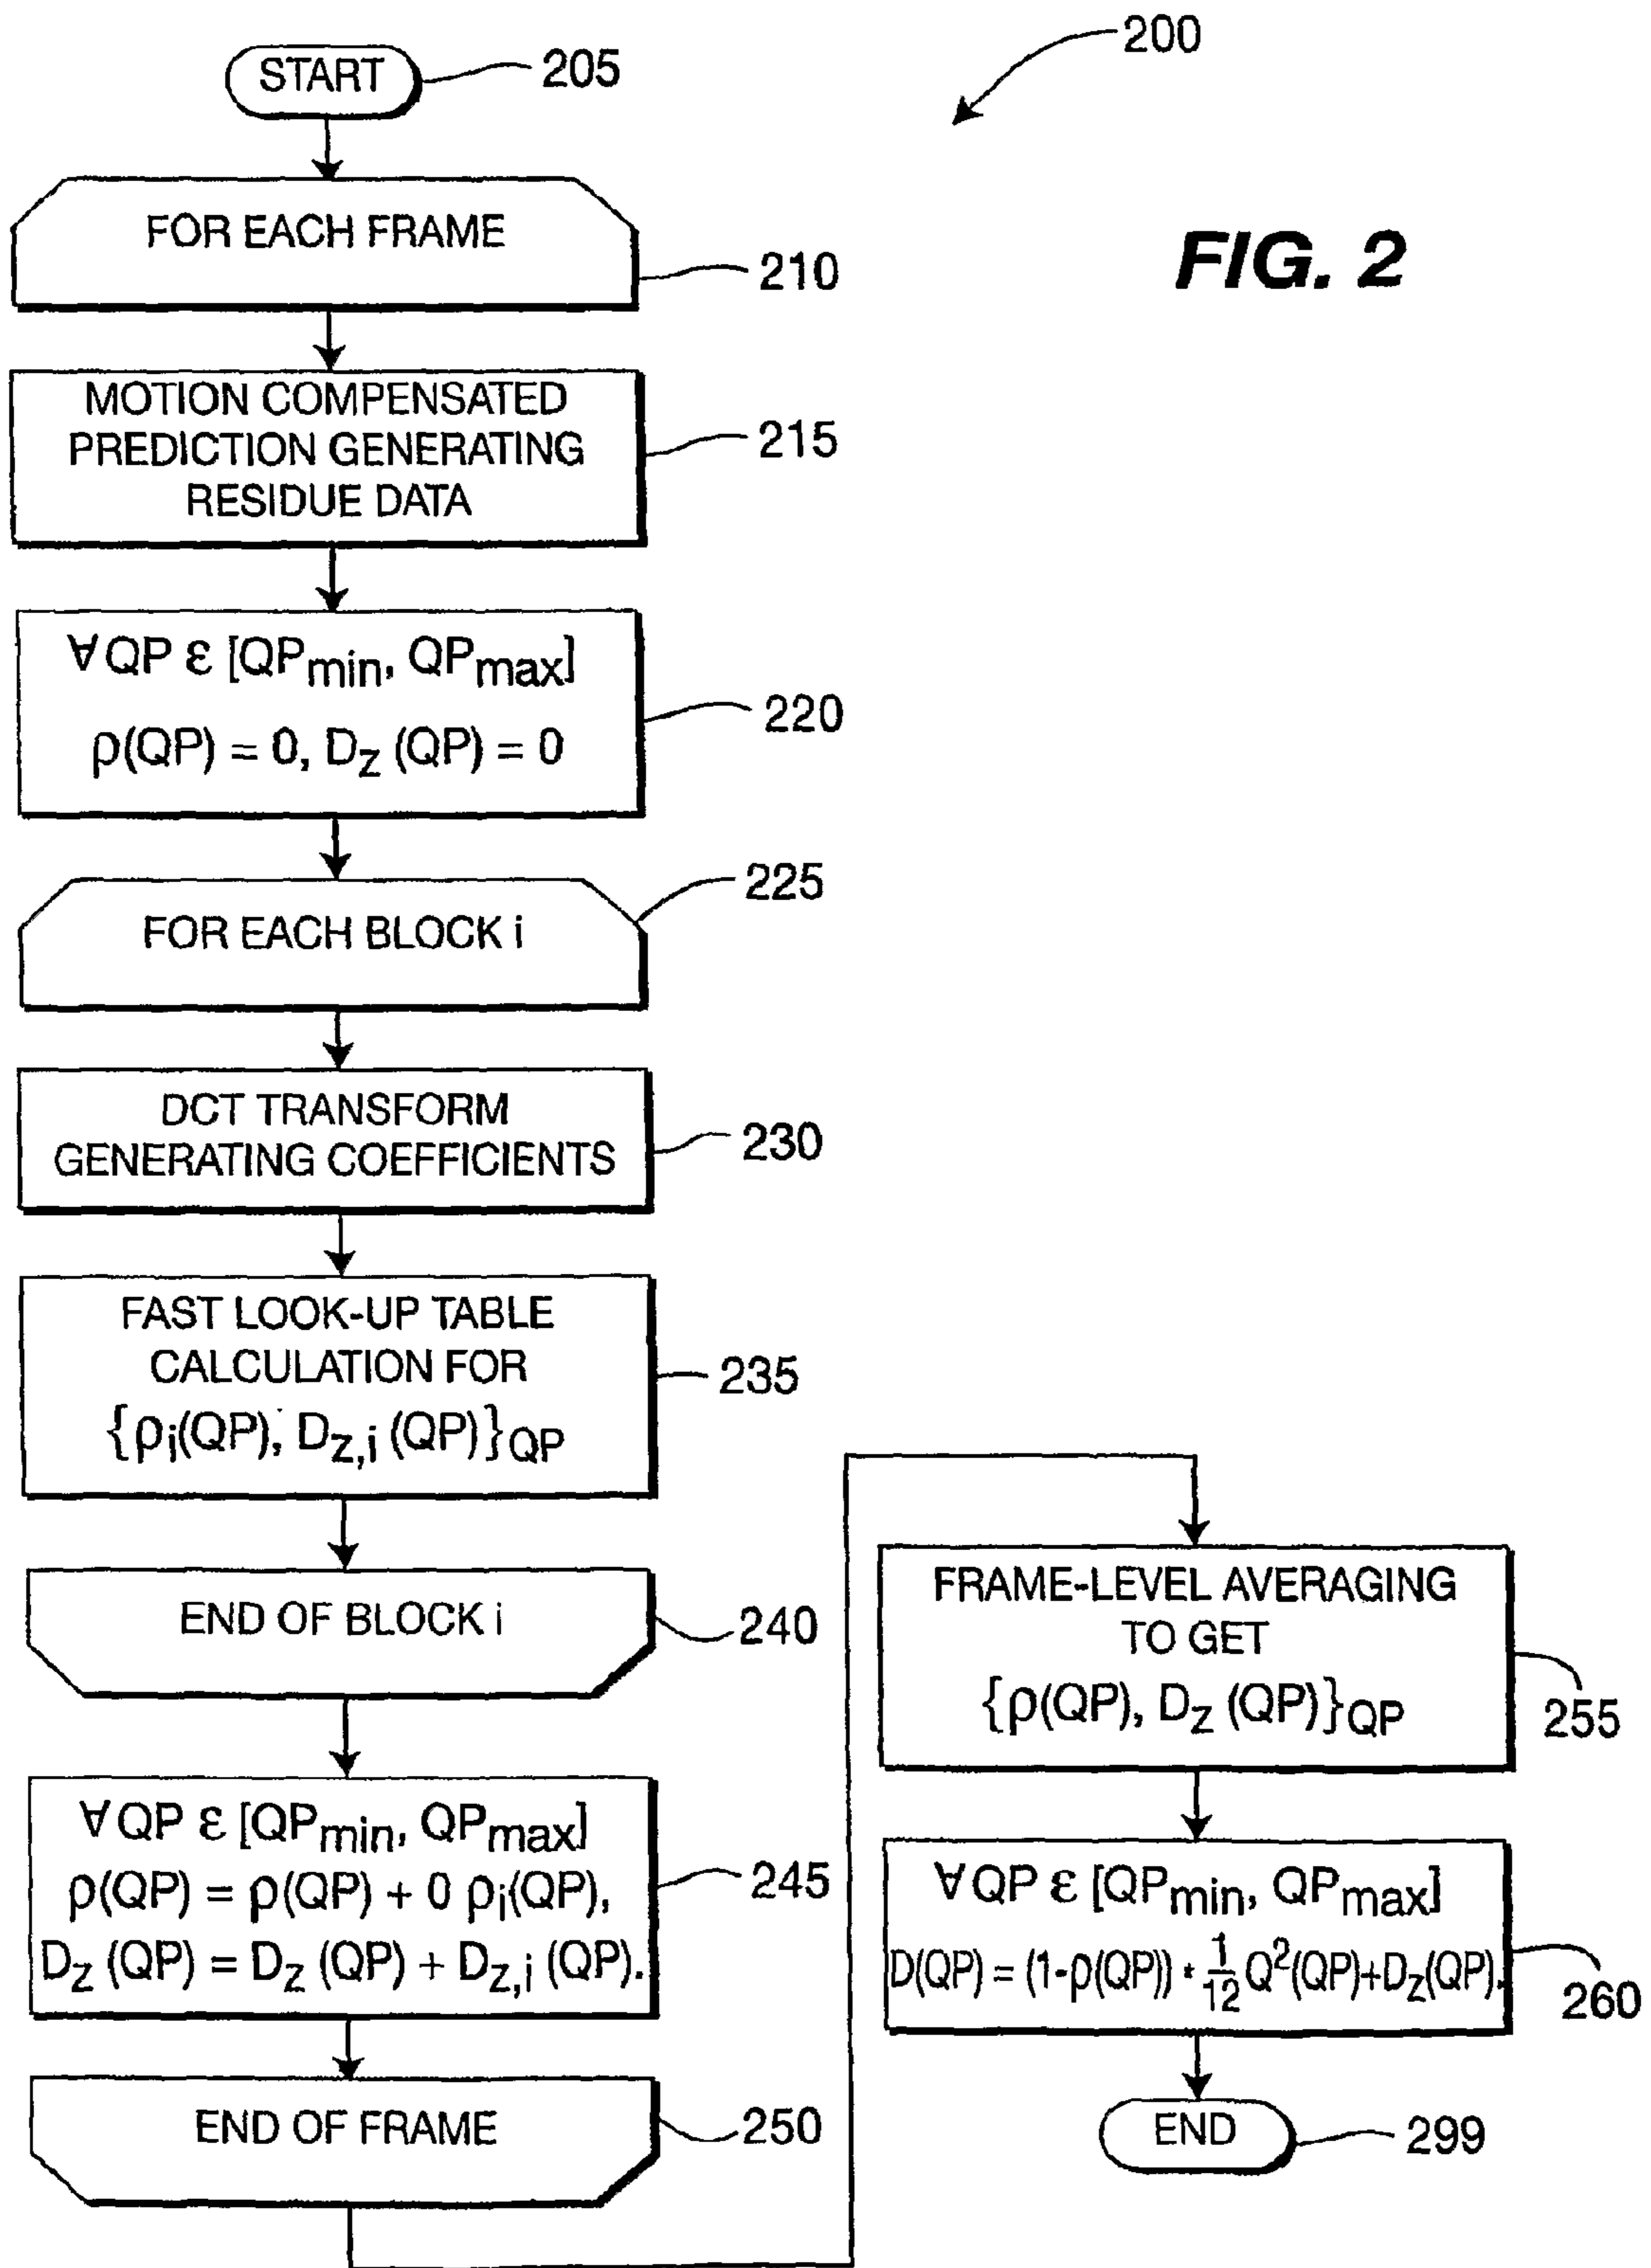 200
START
205
FOR EACH FRAME
210
FIG. 2
MOTION COMPENSATED
PREDICTION GENERATING
RESIDUE DATA
215
∀QP ε [QPmin, QPmax]
ρ(QP) = 0, Dz (QP) = 0
220
FOR EACH BLOCK i
225
DCT TRANSFORM
GENERATING COEFFICIENTS
230
FAST LOOK-UP TABLE
CALCULATION FOR
{ρi(QP), Dz,i (QP)}QP
235
END OF BLOCK i
240
∀QP ε [QPmin, QPmax]
ρ(QP) = ρ(QP) + 0 ρi(QP),
Dz (QP) = Dz (QP) + Dz,i (QP).
245
END OF FRAME
250
FRAME-LEVEL AVERAGING
TO GET
{ρ(QP), Dz (QP)}QP
255
∀QP ε [QPmin, QPmax]
D(QP) = (1-ρ(QP)) * 1/12 Q²(QP)+Dz(QP).
260
END
299